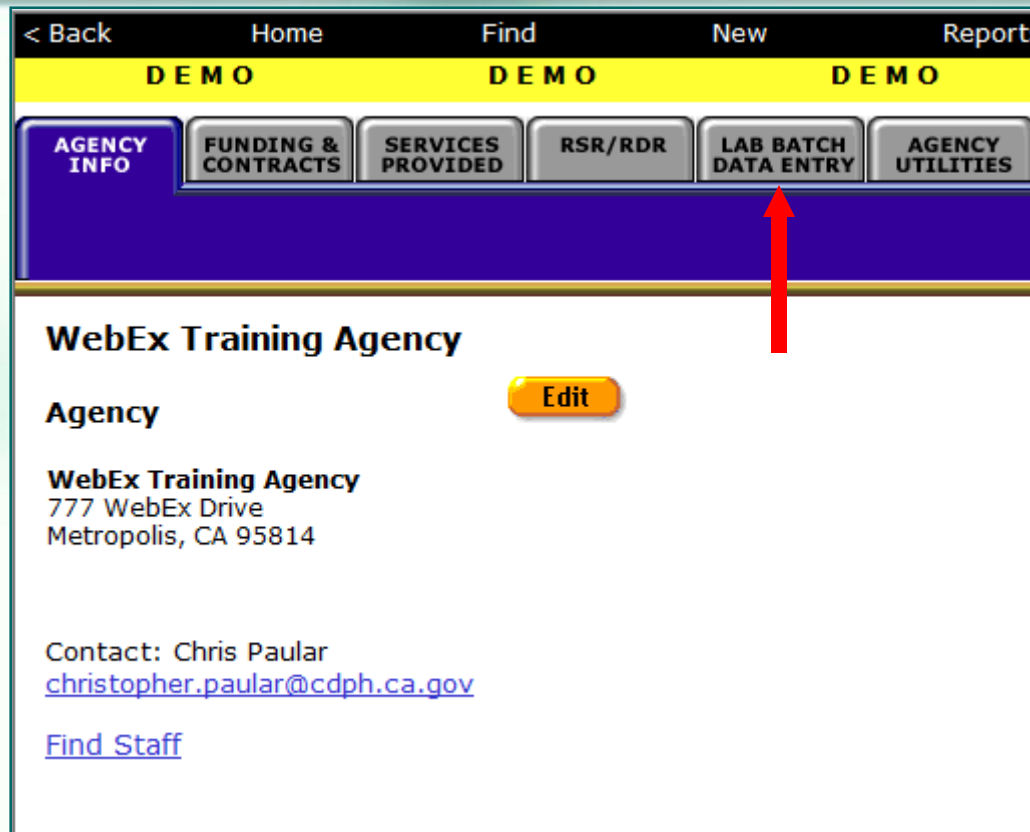 < Back Home Find New Report
DEMO DEMO DEMO
AGENCY INFO FUNDING & CONTRACTS SERVICES PROVIDED RSR/RDR LAB BATCH DATA ENTRY AGENCY UTILITIES
WebEx Training Agency
Agency Edit
WebEx Training Agency
777 WebEx Drive
Metropolis, CA 95814
Contact: Chris Paular
christopher.paular@cdph.ca.gov
Find Staff